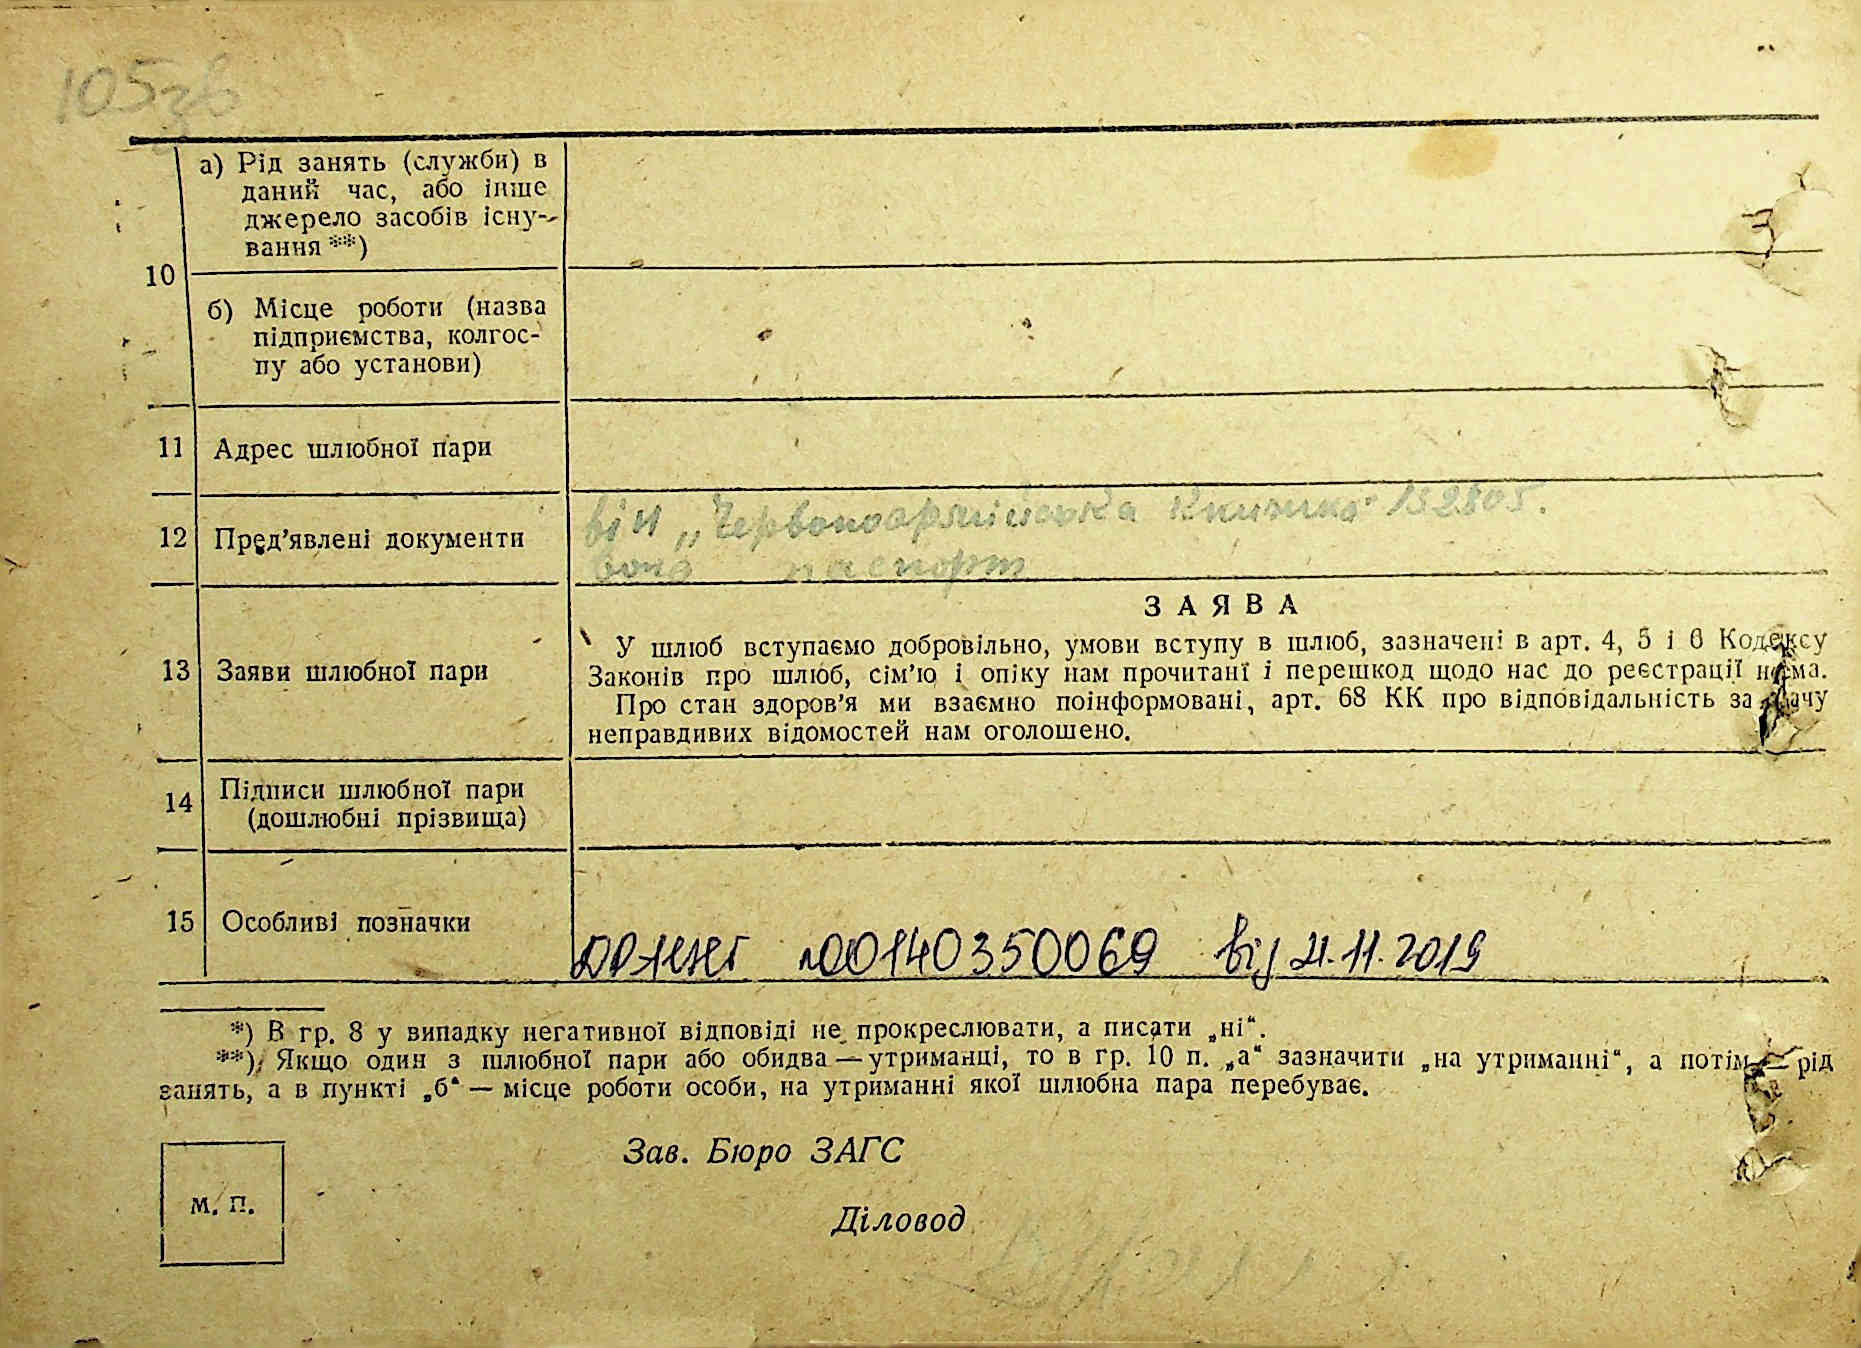 105зв
10
а) Рід занять (служби) в
даний час, або інше
джерело засобів існу-
вання **)
б) Місце роботи (назва
підприємства, колгос-
пу або установи)
11 Адрес шлюбної пари
12 Пред’явлені документи
він „Червоноармійська книжка" 132805.
вона паспорт
13 Заяви шлюбної пари
ЗАЯВА
У шлюб вступаємо добровільно, умови вступу в шлюб, зазначені в арт. 4, 5 і 6 Кодексу
Законів про шлюб, сім’ю і опіку нам прочитані і перешкод щодо нас до реєстрації нема.
Про стан здоров’я ми взаємно поінформовані, арт. 68 КК про відповідальність за дачу
неправдивих відомостей нам оголошено.
14 Підписи шлюбної пари
(дошлюбні прізвища)
15 Особливі позначки
00140350069 від 21.11.2019
*) В гр. 8 у випадку негативної відповіді не прокреслювати, а писати „ні“.
**) Якщо один з шлюбної пари або обидва — утриманці, то в гр. 10 п. „а“ зазначити „на утриманні“, а потім — рід
занять, а в пункті „б“ — місце роботи особи, на утриманні якої шлюбна пара перебуває.
Зав. Бюро ЗАГС
м. п.
Діловод